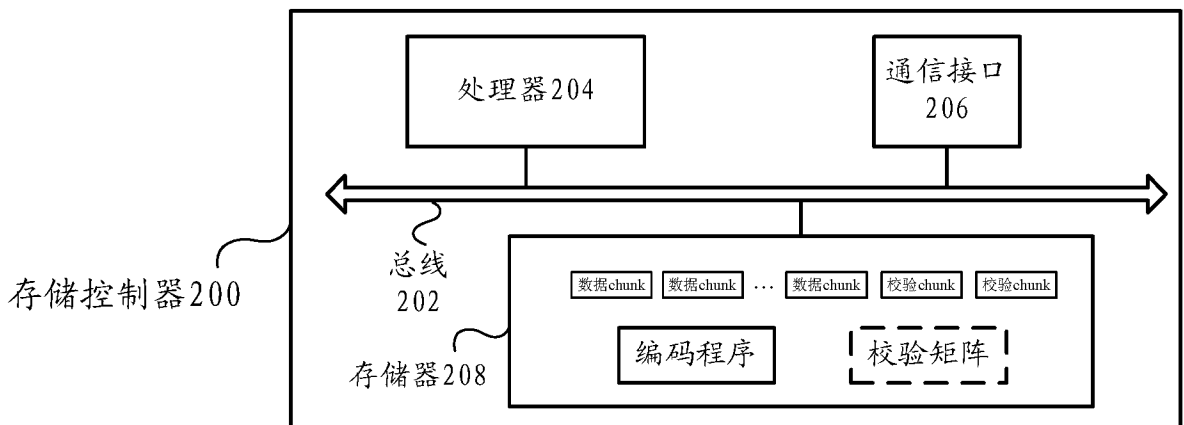 处理器204
通信接口
206
总线
202
存储控制器200
数据chunk 数据chunk … 数据chunk 校验chunk 校验chunk
编码程序 校验矩阵
存储器208